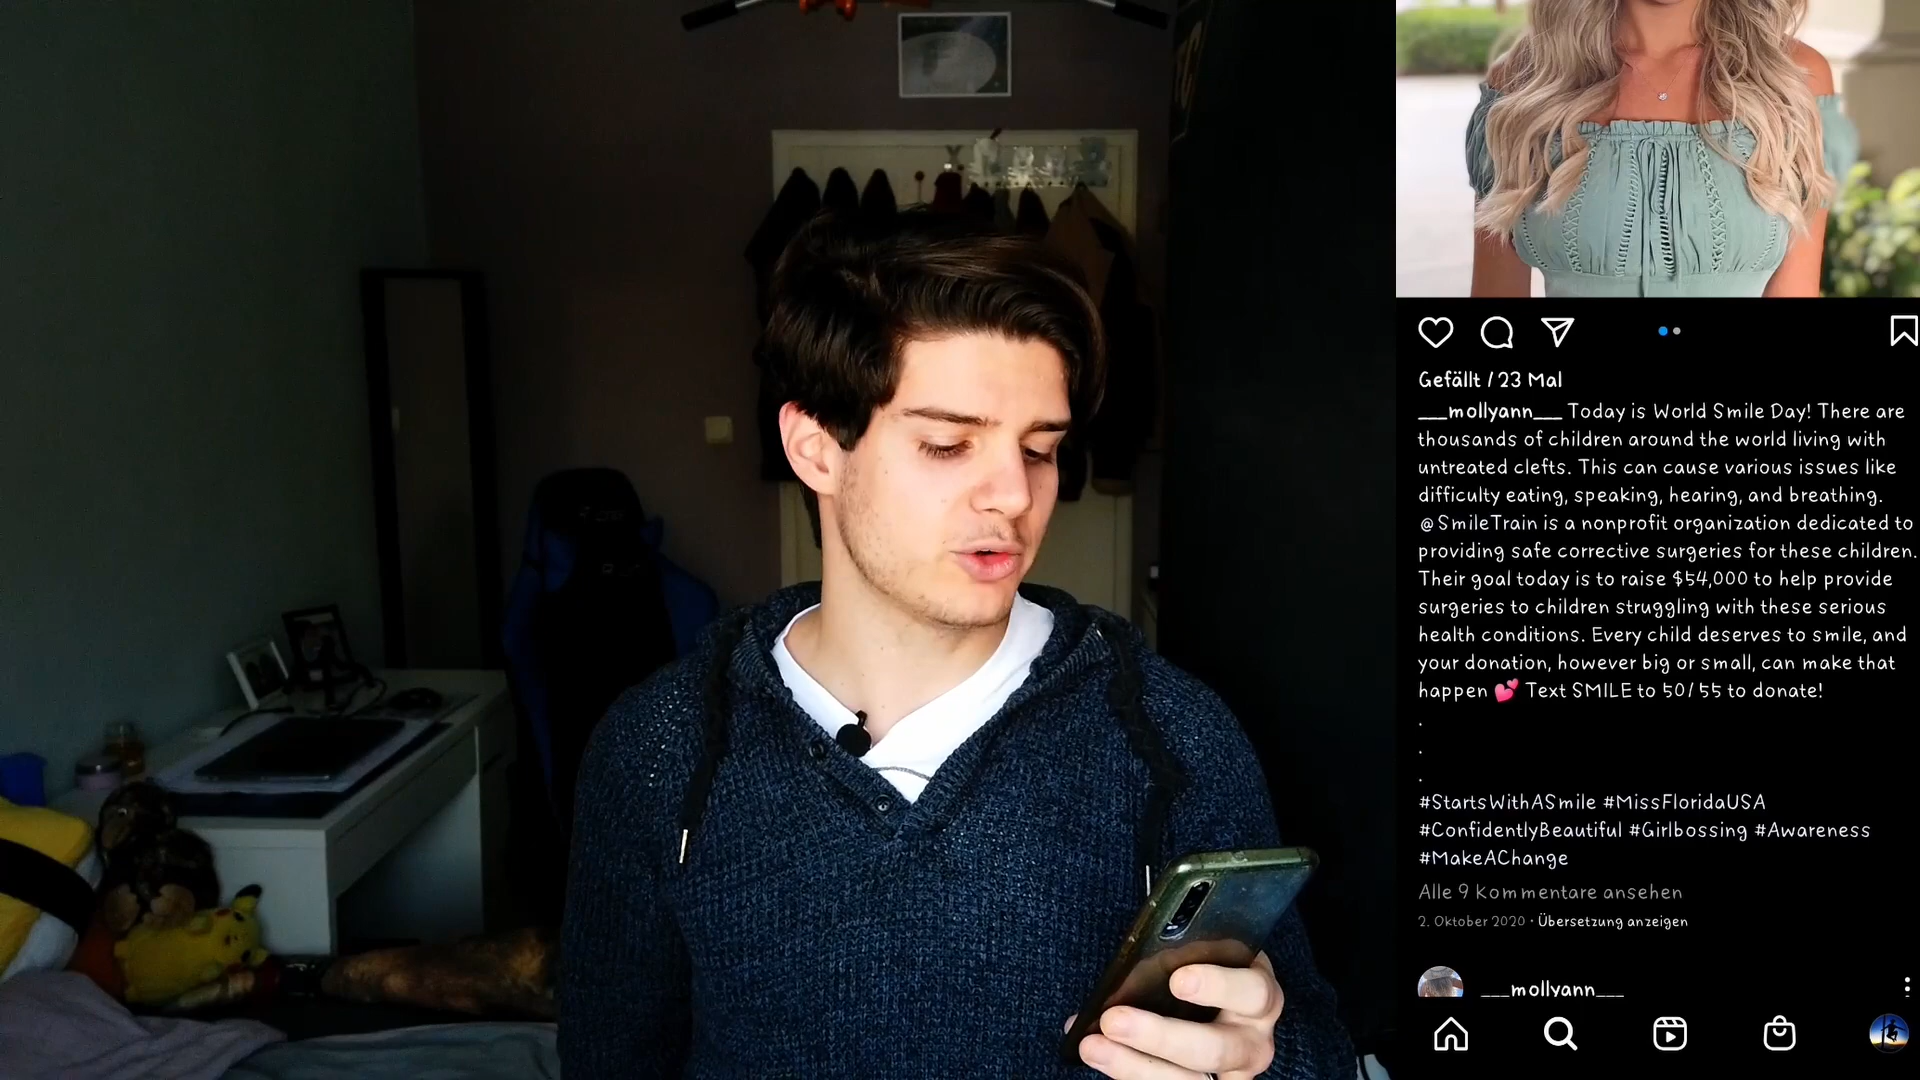 Gefällt 123 Mal
___mollyann___ Today is World Smile Day! There are
thousands of children around the world living with
untreated clefts. This can cause various issues like
difficulty eating, speaking, hearing, and breathing.
@SmileTrain is a nonprofit organization dedicated to
providing safe corrective surgeries for these children.
Their goal today is to raise $54,000 to help provide
surgeries to children struggling with these serious
health conditions. Every child deserves to smile, and
your donation, however big or small, can make that
happen 💕 Text SMILE to 50155 to donate!
.
.
.
#StartsWithASmile #MissFloridaUSA
#ConfidentlyBeautiful #Girlbossing #Awareness
#MakeAChange
Alle 9 Kommentare ansehen
2. Oktober 2020 · Übersetzung anzeigen
___mollyann___